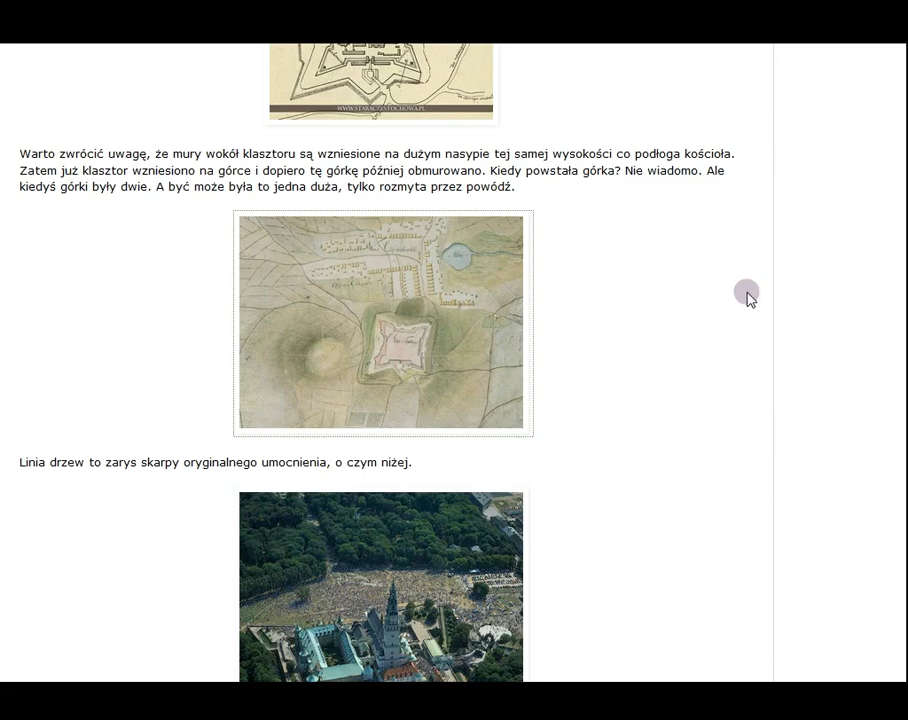 WWW.STARACZESTOCHOWA.PL
Warto zwrócić uwagę, że mury wokół klasztoru są wzniesione na dużym nasypie tej samej wysokości co podłoga kościoła.
Zatem już klasztor wzniesiono na górce i dopiero tę górkę później obmurowano. Kiedy powstała górka? Nie wiadomo. Ale
kiedyś górki były dwie. A być może była to jedna duża, tylko rozmyta przez powódź.
Linia drzew to zarys skarpy oryginalnego umocnienia, o czym niżej.